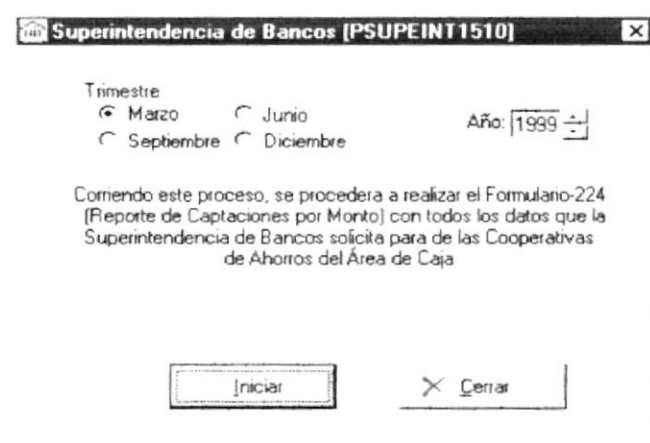 Superintendencia de Bancos [PSUPEINT1510]
Trimestre
Marzo Junio
Año: 1999
Septiembre Diciembre
Corriendo este proceso, se procedera a realizar el Formulario-224
(Reporte de Captaciones por Monto) con todos los datos que la
Superintendencia de Bancos solicita para de las Cooperativas
de Ahorros del Área de Caja
Iniciar Cerrar